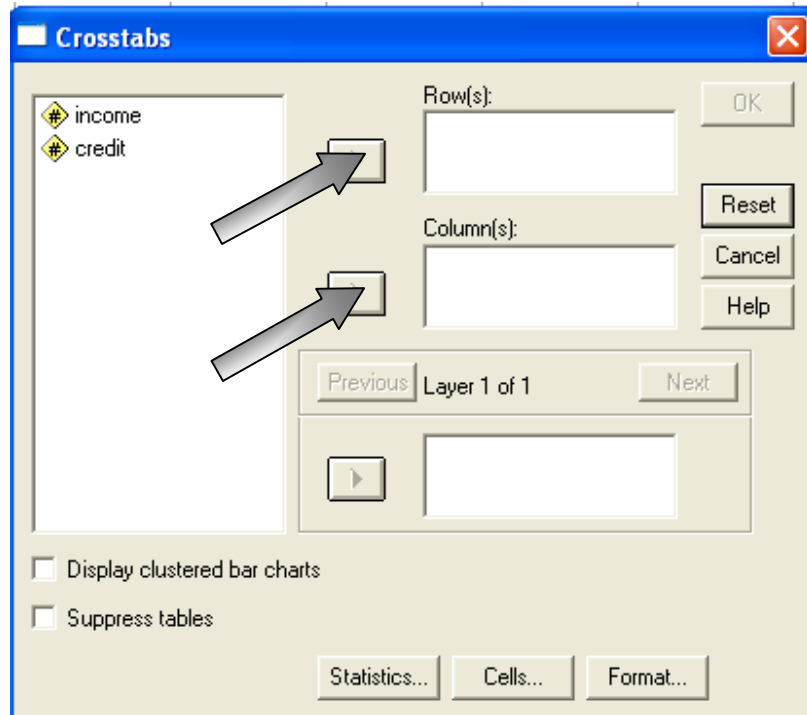 Crosstabs
income
credit
Row(s):
OK
Reset
Column(s):
Cancel
Help
Previous
Layer 1 of 1
Next
Display clustered bar charts
Suppress tables
Statistics...
Cells...
Format...